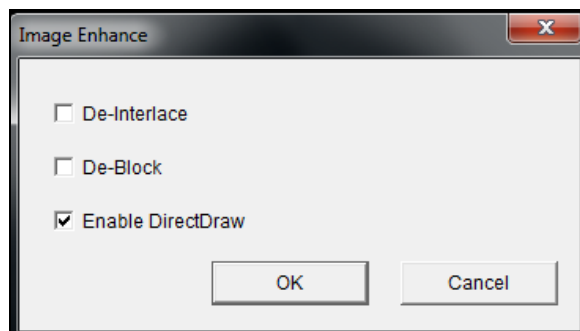 Image Enhance
De-Interlace
De-Block
Enable DirectDraw
OK Cancel